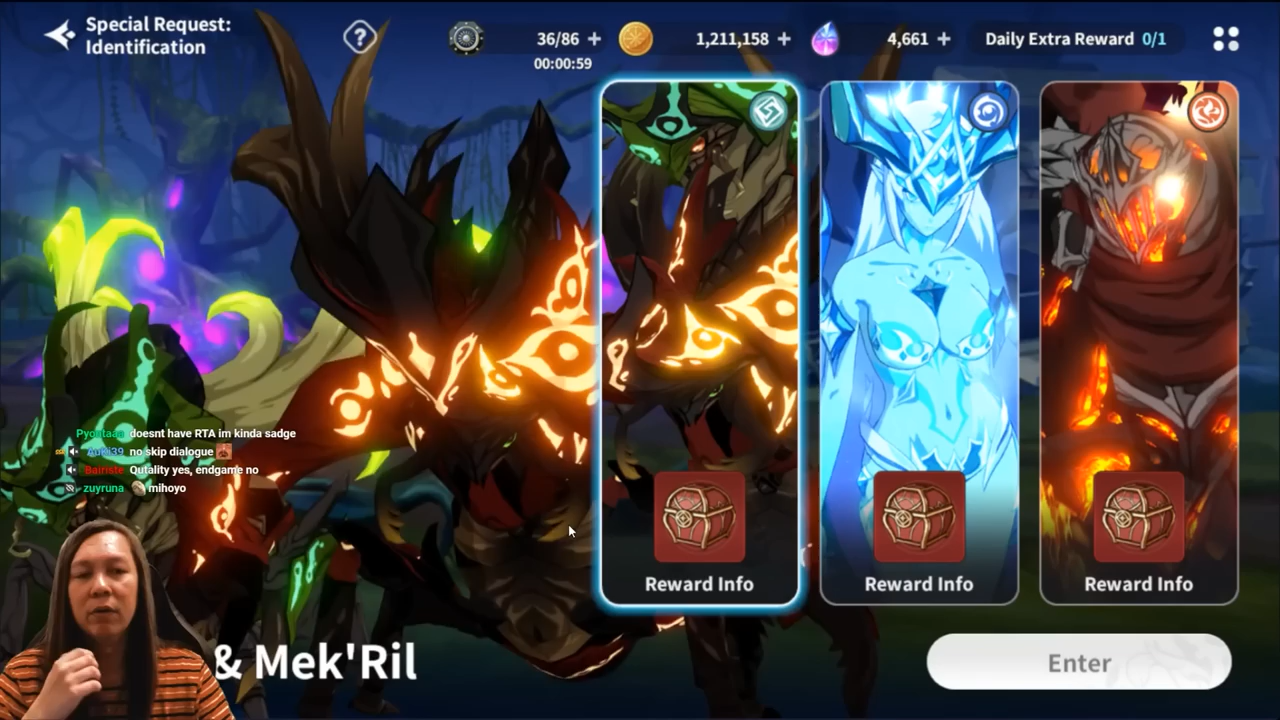 Special Request:
Identification
?
36/86 +
00:00:59
1,211,158 +
4,661 +
Daily Extra Reward 0/1
doesnt have RTA im kinda sadge
no skip dialogue
Bairiste Qutality yes, endgame no
zuyruna mihoyo
Reward Info
Reward Info
Reward Info
& Mek'Ril
Enter